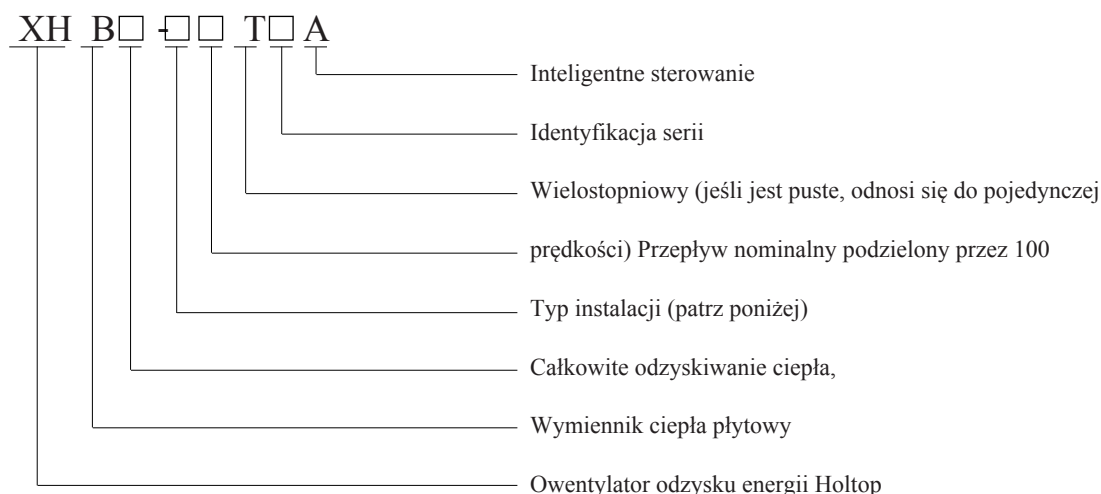 XH B□ -□ □ T□ A
Inteligentne sterowanie
Identyfikacja serii
Wielostopniowy (jeśli jest puste, odnosi się do pojedynczej
prędkości) Przepływ nominalny podzielony przez 100
Typ instalacji (patrz poniżej)
Całkowite odzyskiwanie ciepła,
Wymiennik ciepła płytowy
Owentylator odzysku energii Holtop